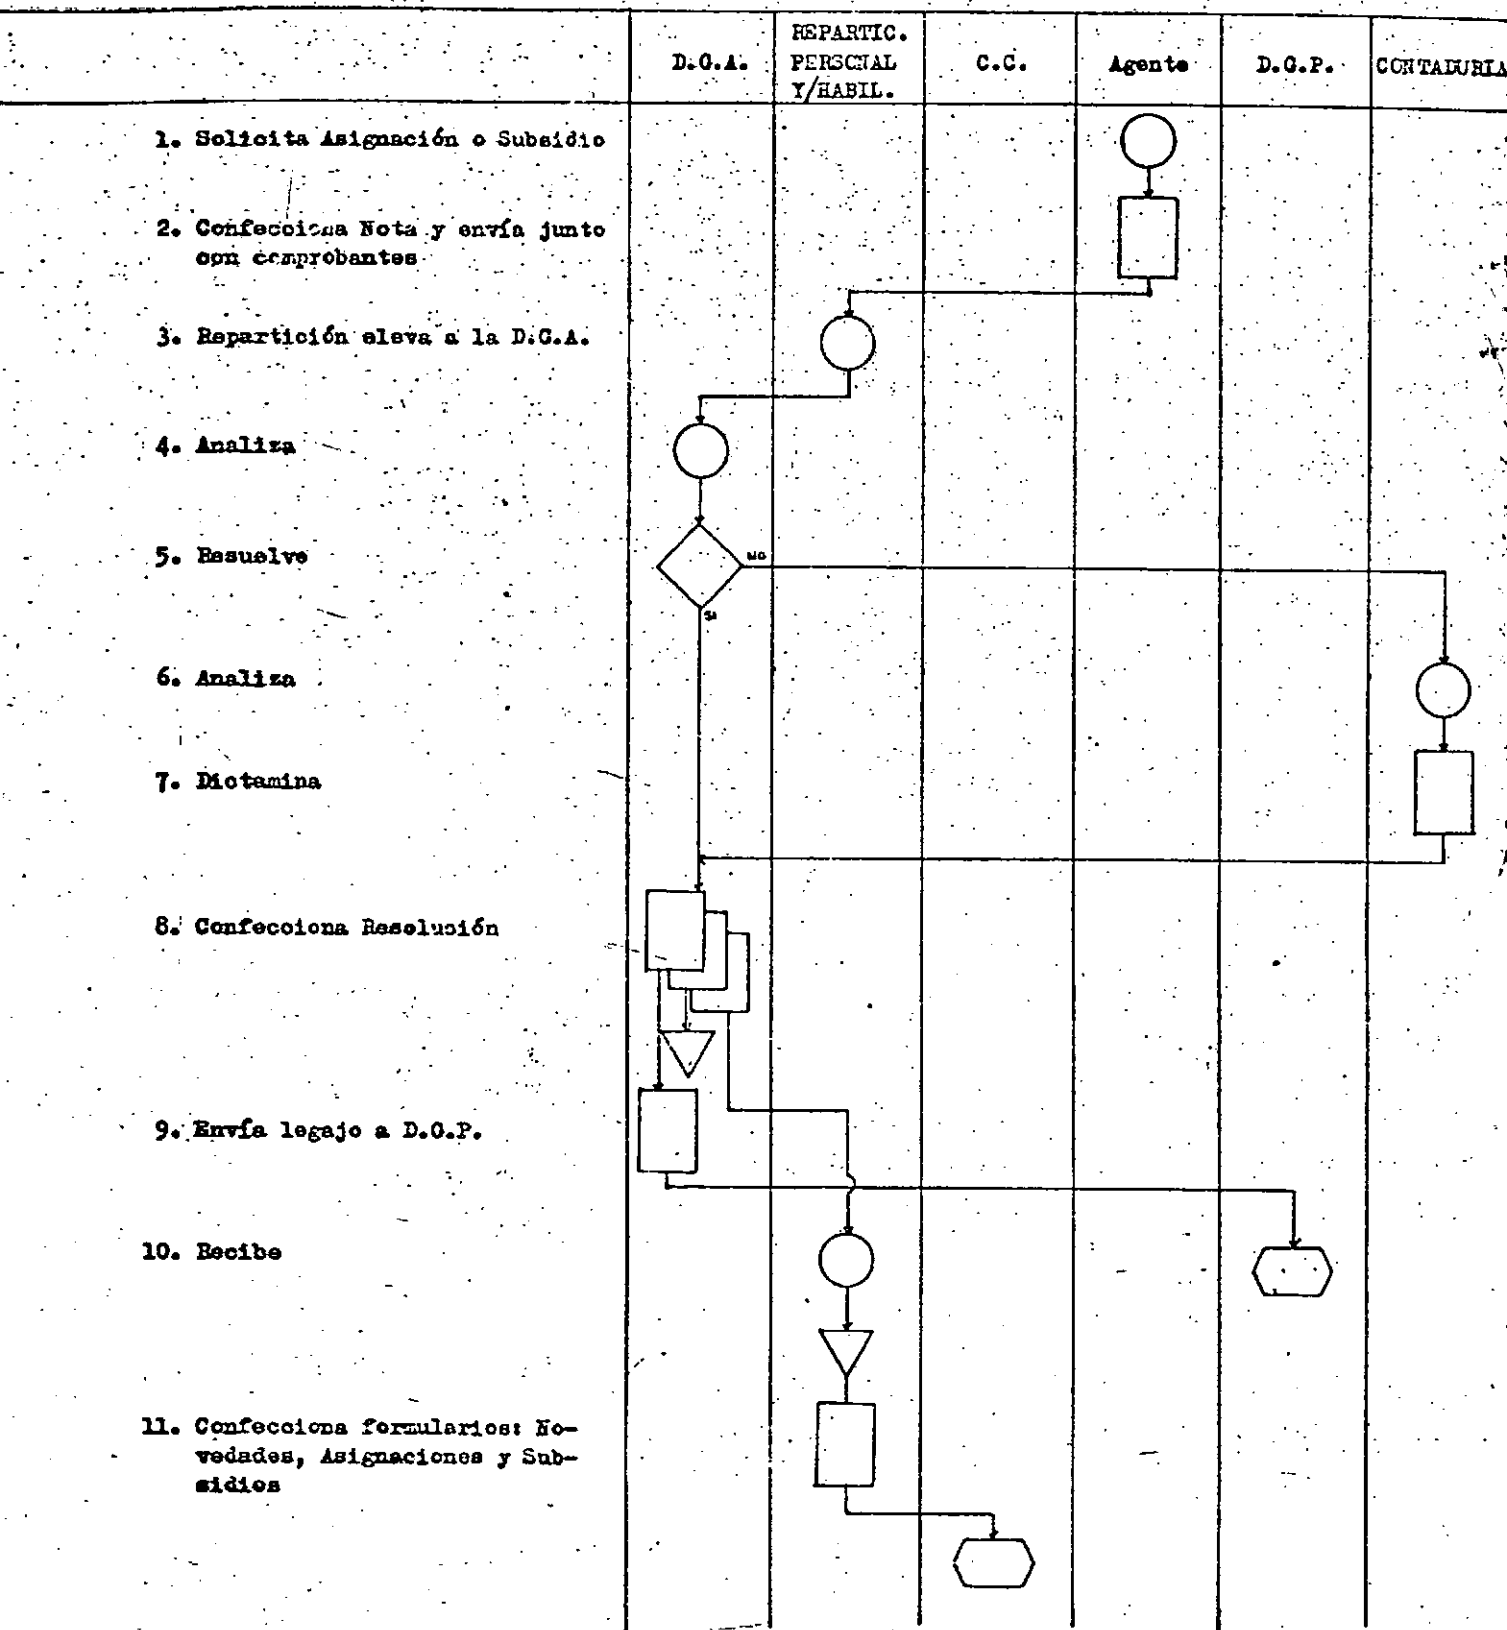 D.G.A.
REPARTIC.
PERSONAL
Y/HABIL.
C.C.
Agente
D.G.P.
CONTADURIA
1. Solicita Asignación o Subsidio
2. Confecciona Nota y envía junto
con comprobantes
3. Repartición eleva a la D.G.A.
4. Analiza
5. Resuelve
NO
SI
6. Analiza
7. Dictamina
8. Confecciona Resolución
9. Envía legajo a D.G.P.
10. Recibe
11. Confecciona formularios: No-
vedades, Asignaciones y Sub-
sidios